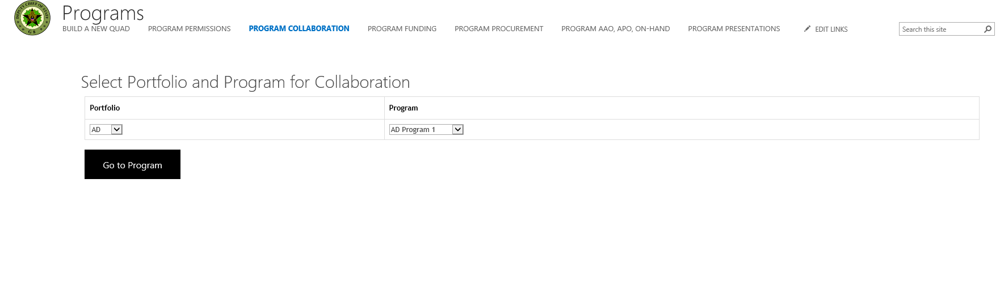 DEPUTY CHIEF OF STAFF
G-8
Programs
BUILD A NEW QUAD PROGRAM PERMISSIONS PROGRAM COLLABORATION PROGRAM FUNDING PROGRAM PROCUREMENT PROGRAM AAO, APO, ON-HAND PROGRAM PRESENTATIONS EDIT LINKS Search this site
Select Portfolio and Program for Collaboration
Portfolio Program
AD AD Program 1
Go to Program